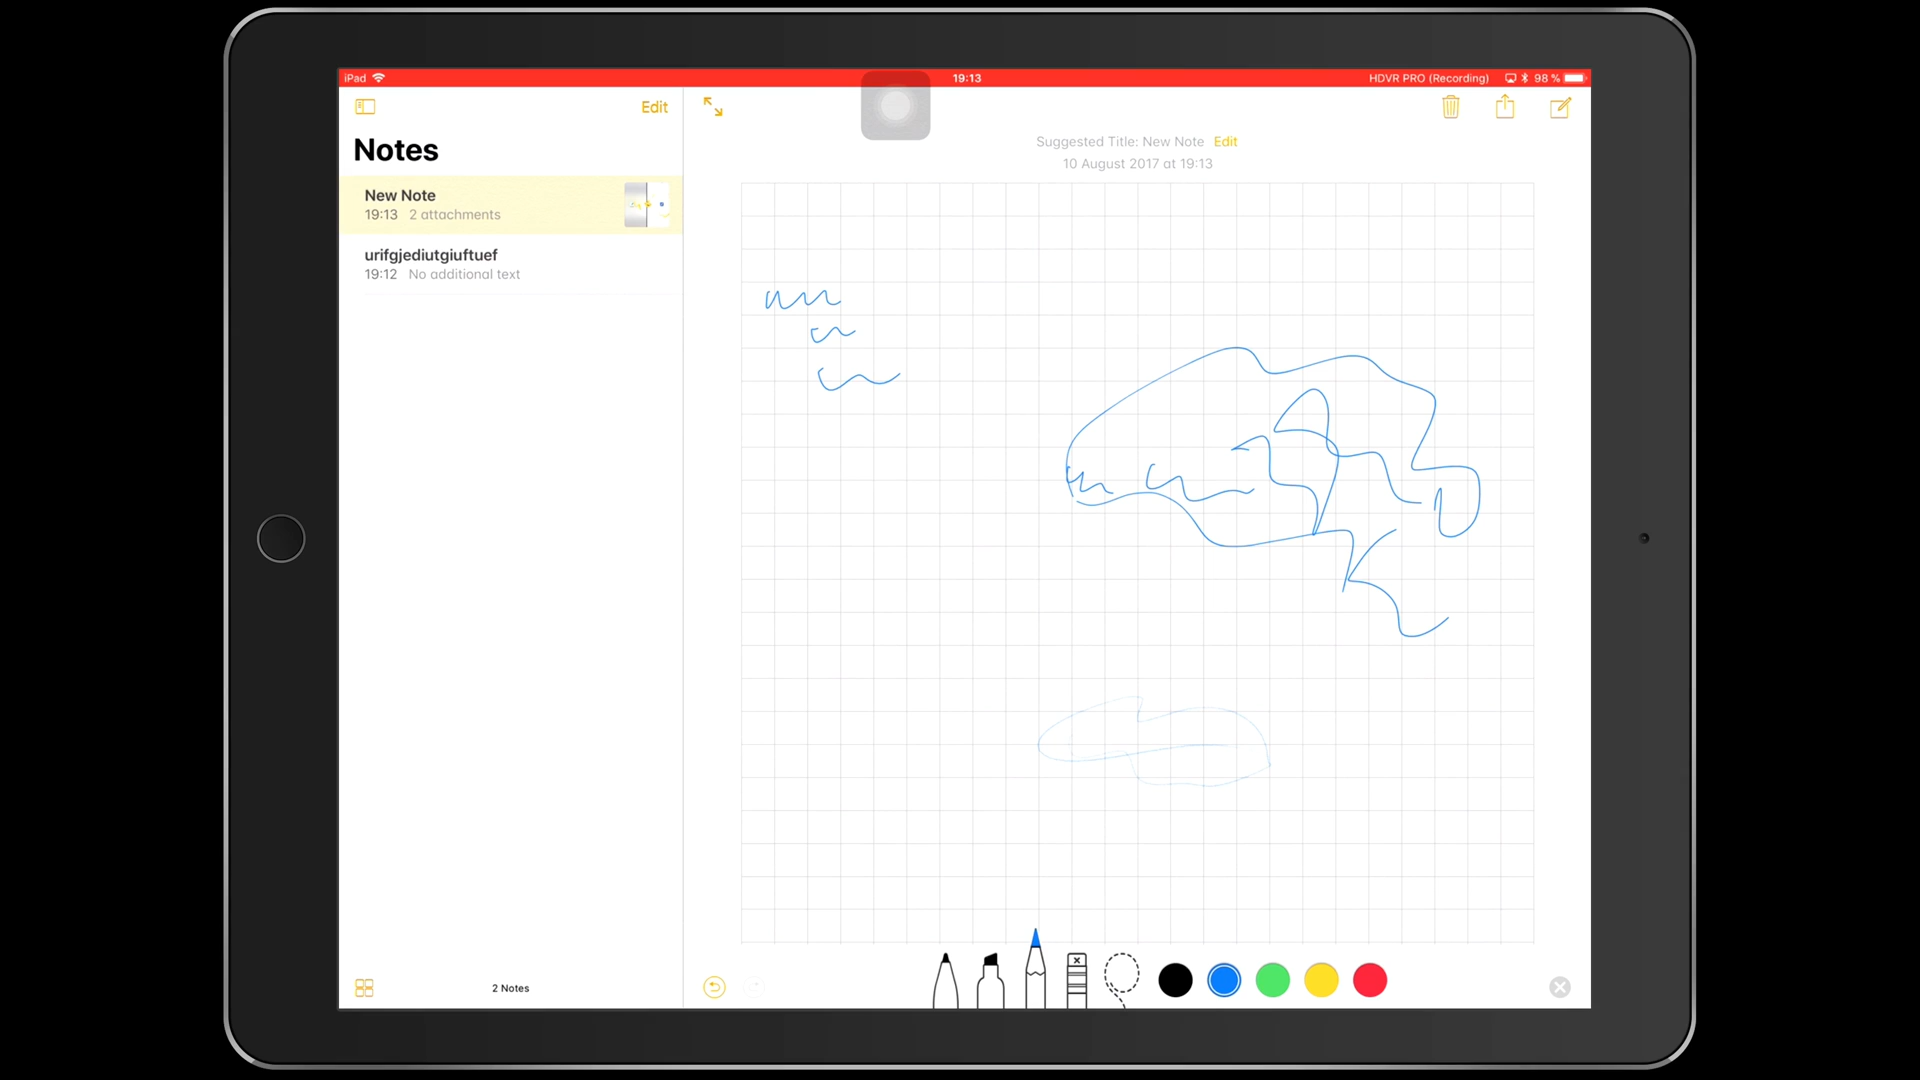 iPad 19:13 HDVR PRO (Recording) 98 %
Edit
Notes
Suggested Title: New Note Edit
10 August 2017 at 19:13
New Note
19:13 2 attachments
urifgjediutgiuftuef
19:12 No additional text
2 Notes